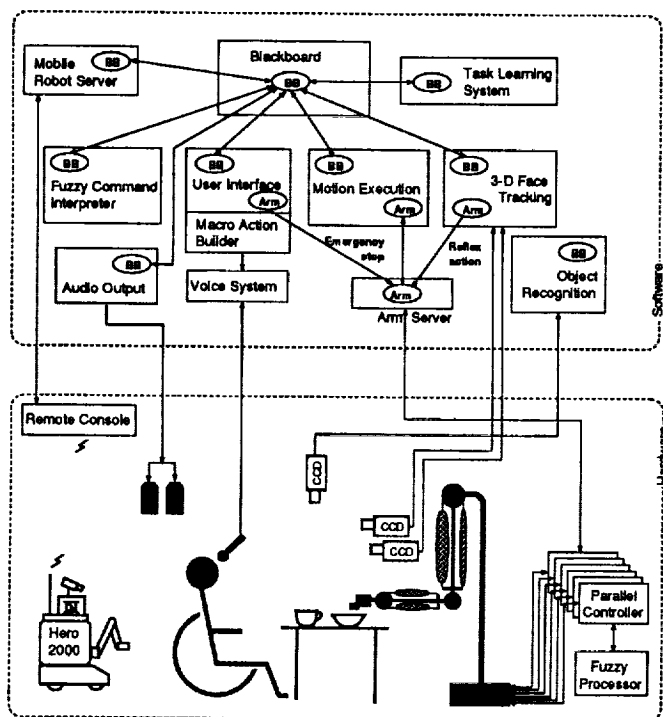 Blackboard
BB
Mobile
Robot Server
BB
Task Learning
System
BB
BB
Fuzzy Command
Interpreter
BB
User Interface
Arm
Macro Action
Builder
BB
Motion Execution
Arm
BB
3-D Face
Tracking
Arm
Emergency
stop
Reflex
action
BB
Audio Output
Voice System
Arm
Arm Server
BB
Object
Recognition
Software
Remote Console
CCD
CCD
CCD
Hero
2000
Parallel
Controller
Fuzzy
Processor